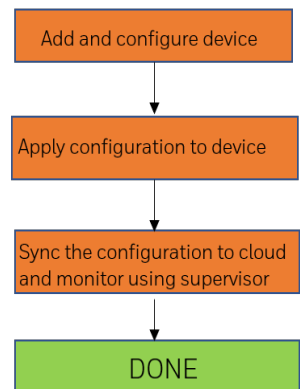 Add and configure device
Apply configuration to device
Sync the configuration to cloud
and monitor using supervisor
DONE